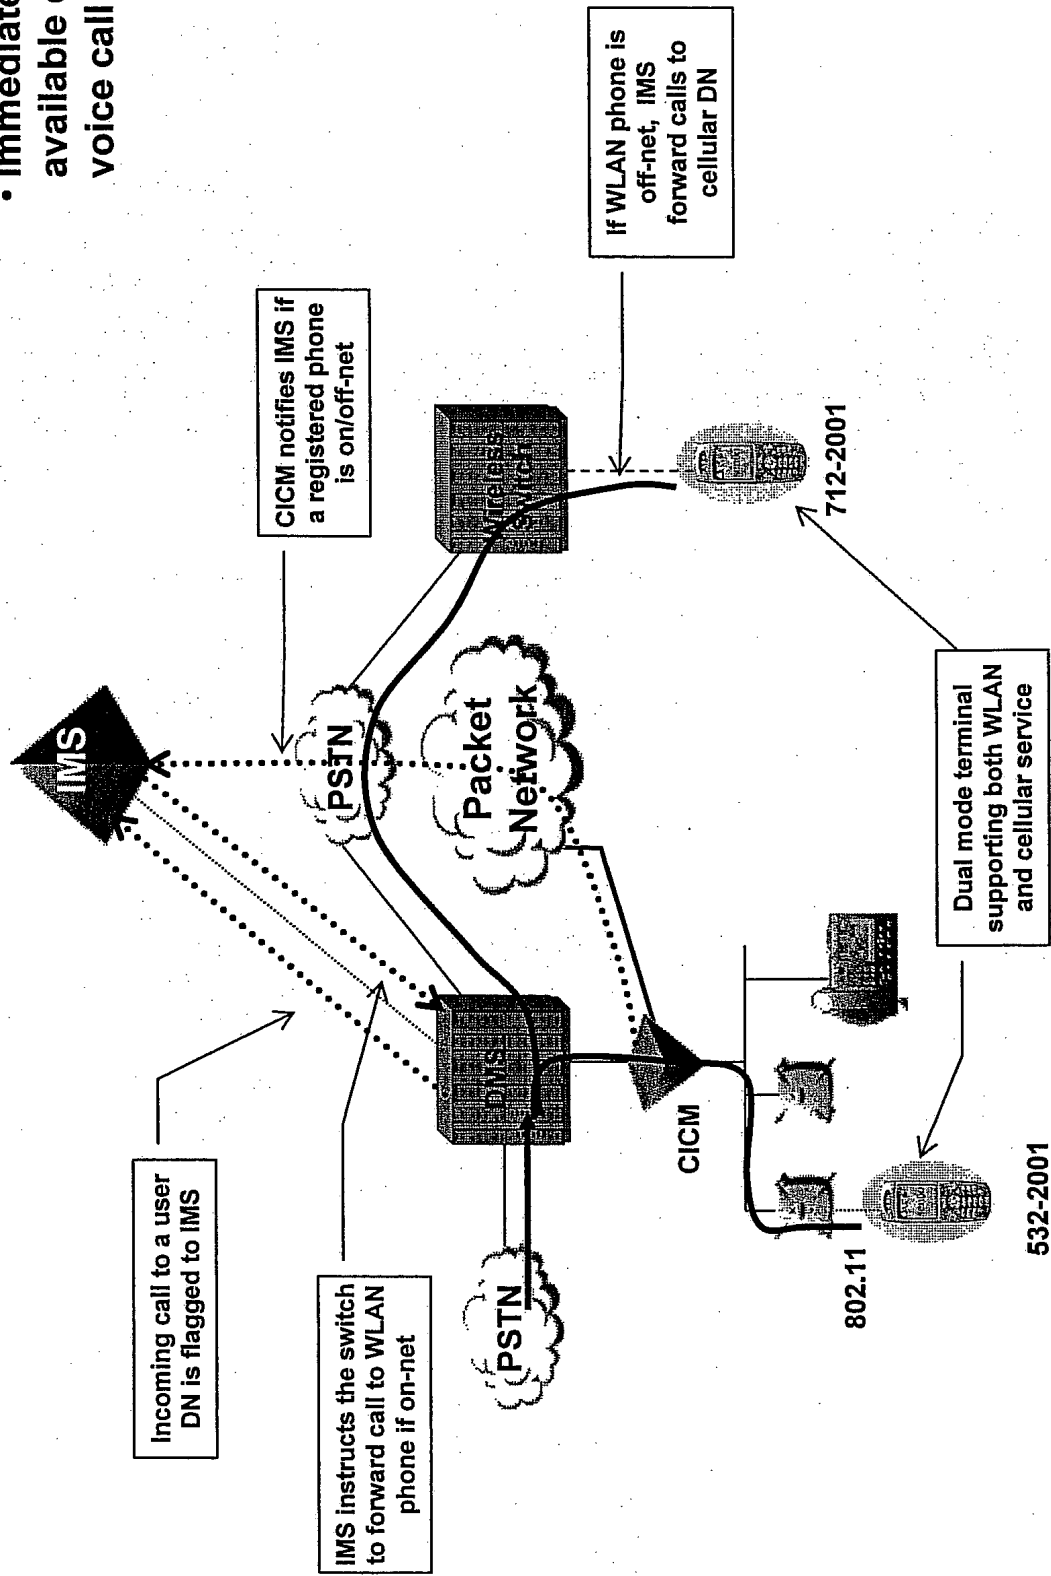 • Immediate
available
voice call
IMS
Incoming call to a user
DN is flagged to IMS
CICM notifies IMS if
a registered phone
is on/off-net
IMS instructs the switch
to forward call to WLAN
phone if on-net
PSTN
PSTN
DMS
Wireless
Switch
Packet
Network
If WLAN phone is
off-net, IMS
forward calls to
cellular DN
CICM
712-2001
802.11
Dual mode terminal
supporting both WLAN
and cellular service
532-2001